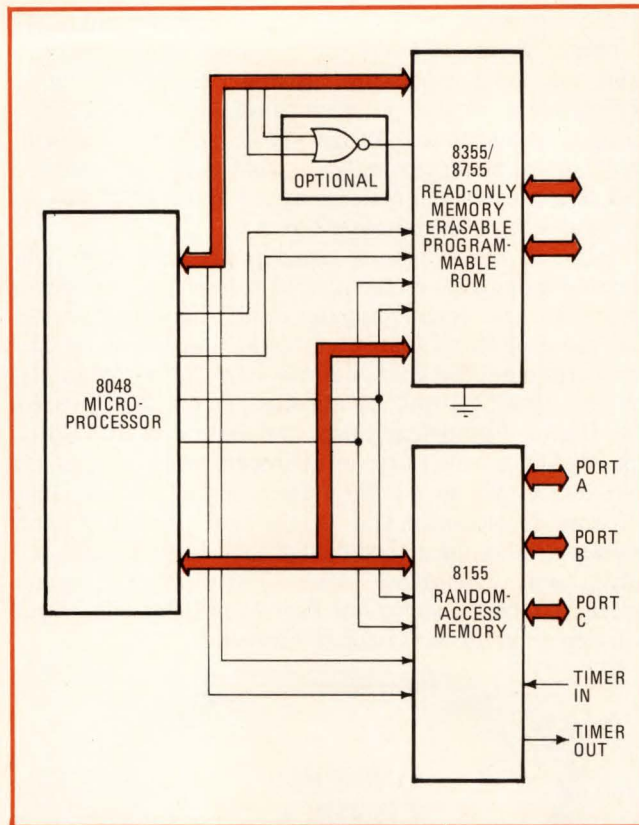 OPTIONAL
8355/
8755
READ-ONLY
MEMORY
ERASABLE
PROGRAM-
MABLE
ROM
8048
MICRO-
PROCESSOR
8155
RANDOM-
ACCESS
MEMORY
PORT
A
PORT
B
PORT
C
TIMER
IN
TIMER
OUT